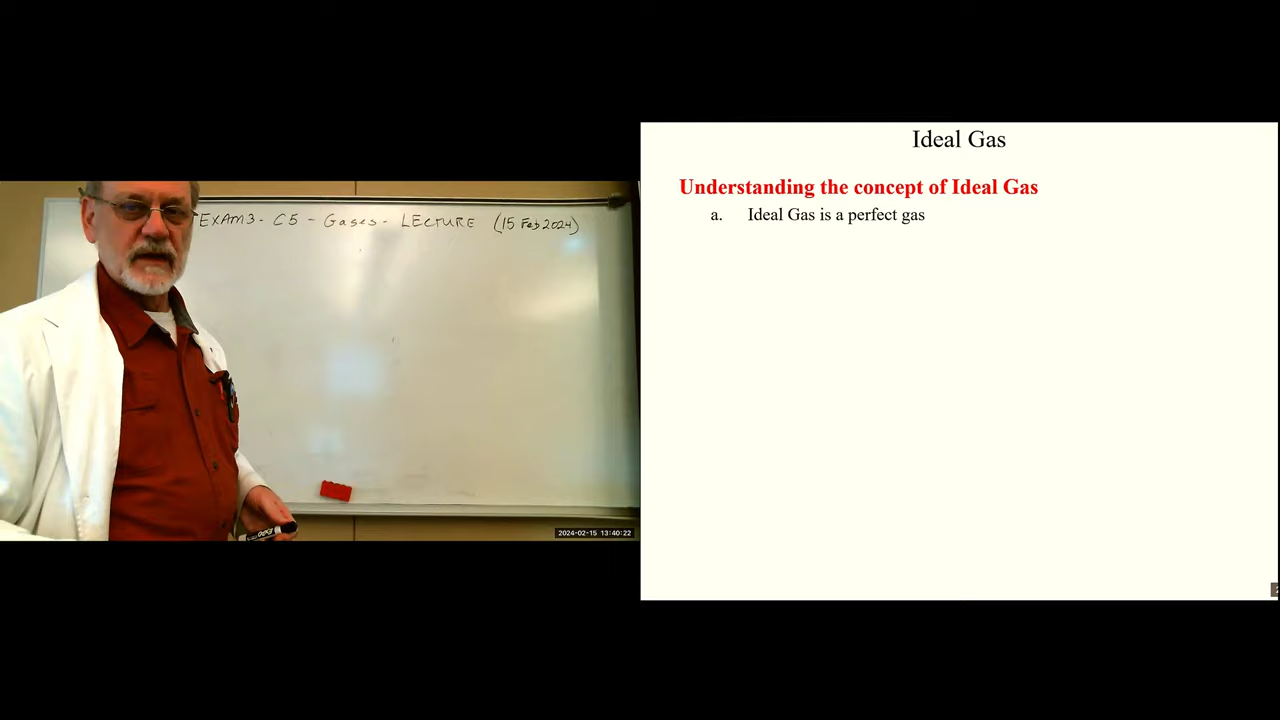 EXAM3- C5 - Gases- LECTURE (15 Feb 2024)
2024-02-15 13:40:22
Ideal Gas
Understanding the concept of Ideal Gas
a. Ideal Gas is a perfect gas